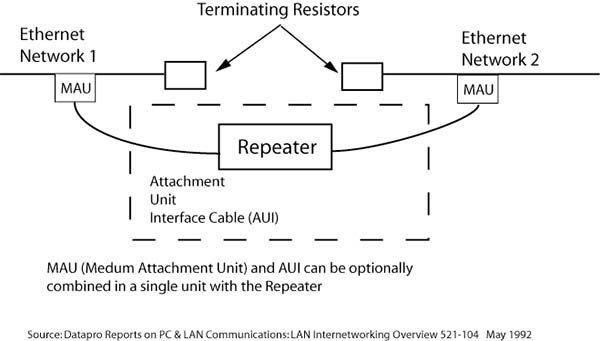 Terminating Resistors
Ethernet
Network 1
Ethernet
Network 2
MAU
MAU
Repeater
Attachment
Unit
Interface Cable (AUI)
MAU (Medum Attachment Unit) and AUI can be optionally
combined in a single unit with the Repeater
Source: Datapro Reports on PC & LAN Communications: LAN Internetworking Overview 521-104 May 1992